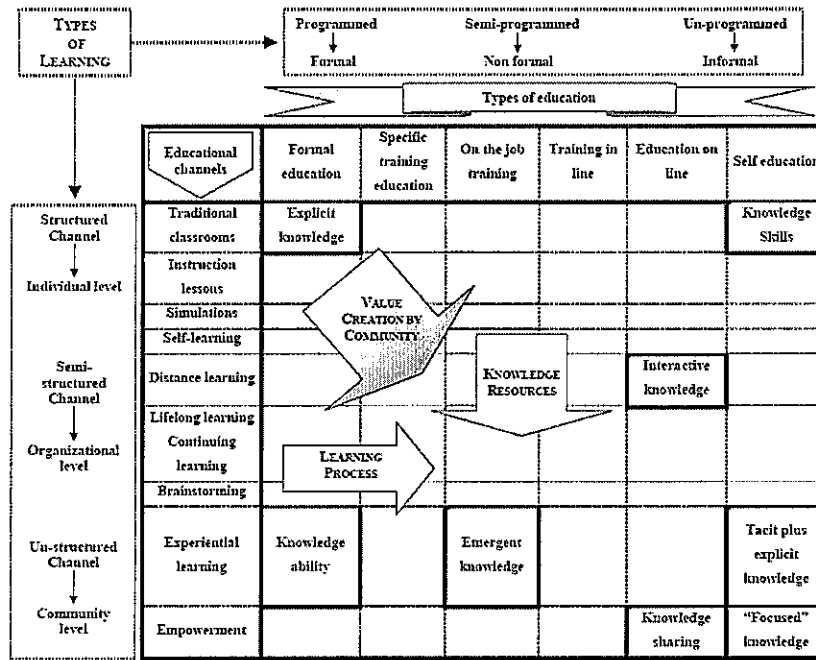 TYPES
OF
LEARNING
Programmed
Semi-programmed
Un-programmed
Formal
Non formal
Informal
Types of education
Educational
channels
Formal
education
Specific
training
education
On the job
training
Training in
line
Education on
line
Self education
Structured
Channel
Individual level
Semi-
structured
Channel
Organizational
level
Un-structured
Channel
Community
level
Traditional
classrooms
Explicit
knowledge
Knowledge
Skills
Instruction
lessons
Simulations
Self-learning
Distance learning
Interactive
knowledge
Lifelong learning
Continuing
learning
Brainstorming
Experiential
learning
Knowledge
ability
Emergent
knowledge
Tacit plus
explicit
knowledge
Empowerment
Knowledge
sharing
“Focused”
knowledge
VALUE
CREATION BY
COMMUNITY
KNOWLEDGE
RESOURCES
LEARNING
PROCESS